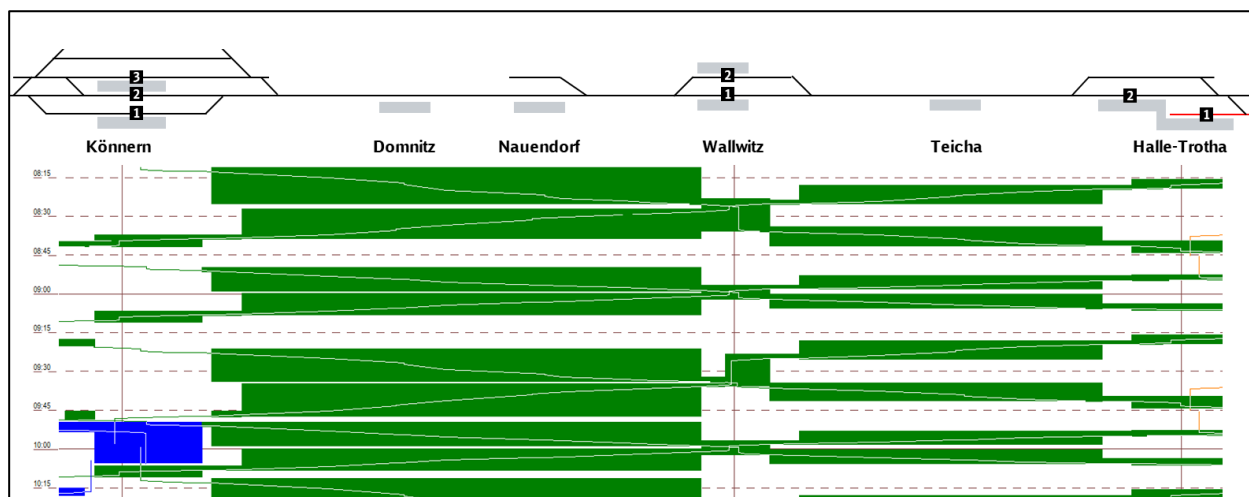 3
2
1
2
1
2
1
Könnern
Domnitz
Nauendorf
Wallwitz
Teicha
Halle-Trotha
08:15
08:30
08:45
09:00
09:15
09:30
09:45
10:00
10:15